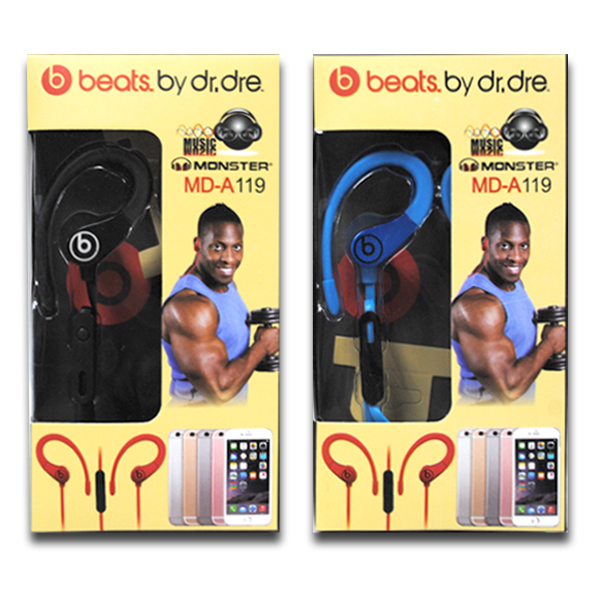 beats. by dr.dre.
MUSIC
MONSTER®
MD-A119
b
beats. by dr.dre.
MUSIC
MONSTER®
MD-A119
b